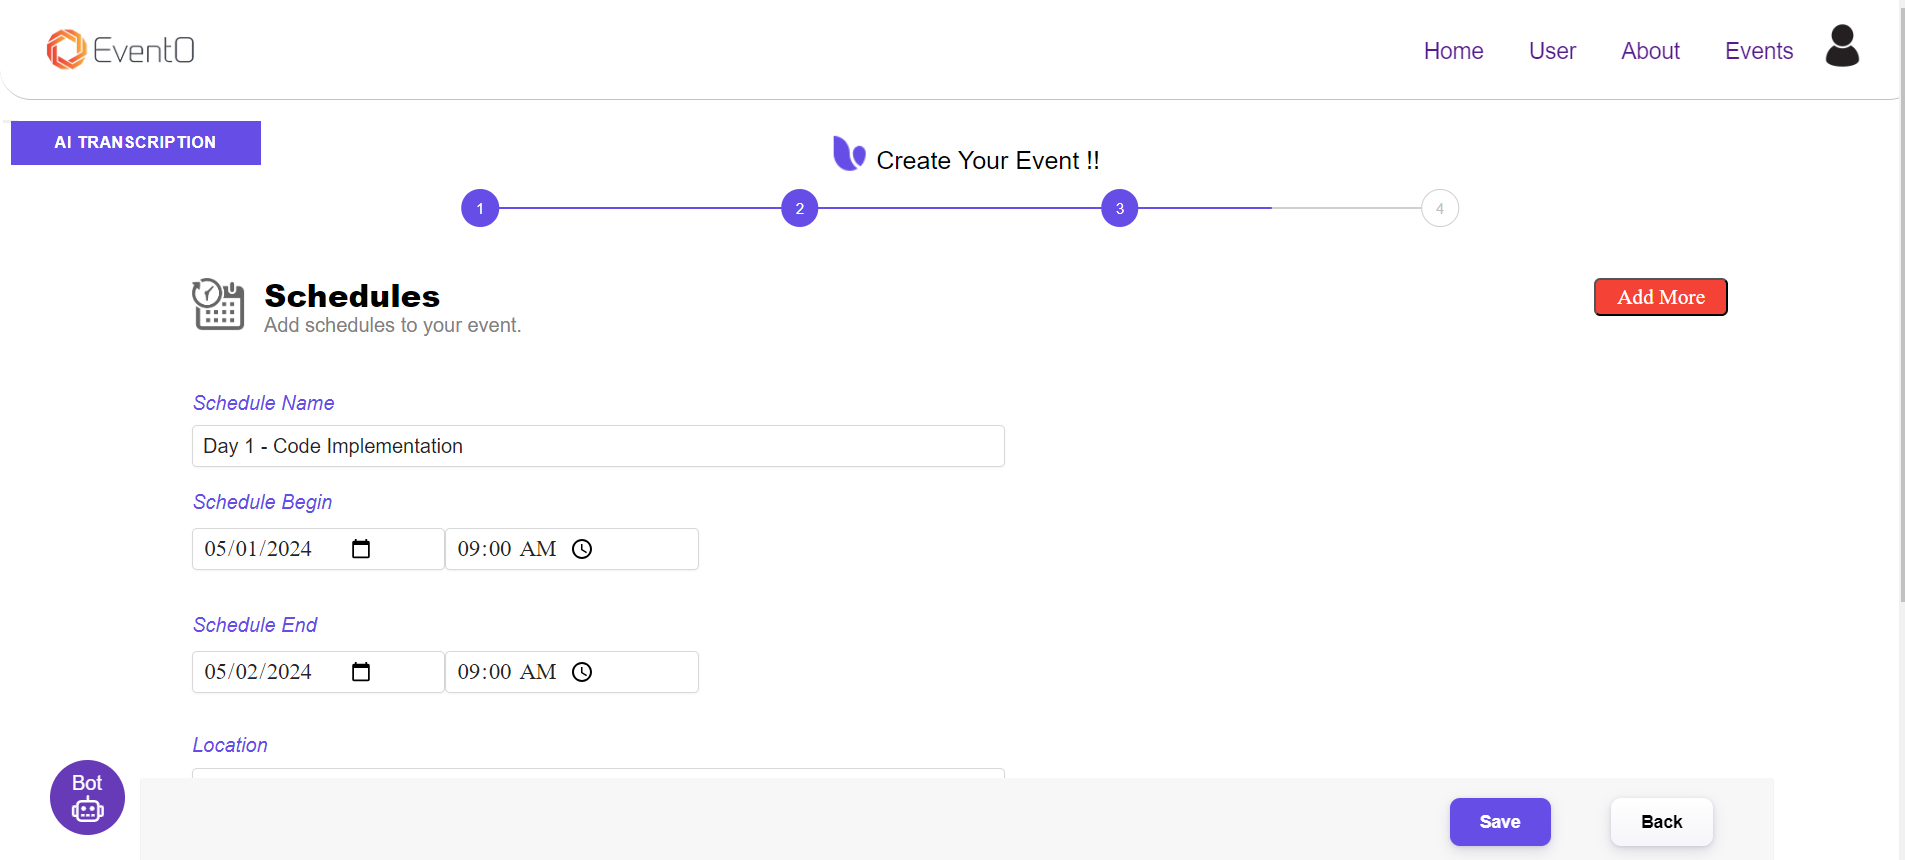 EventO
Home User About Events
AI TRANSCRIPTION
Create Your Event !!
1 2 3 4
Schedules
Add schedules to your event.
Add More
Schedule Name
Day 1 - Code Implementation
Schedule Begin
05/01/2024 09:00 AM
Schedule End
05/02/2024 09:00 AM
Location
Bot
Save Back